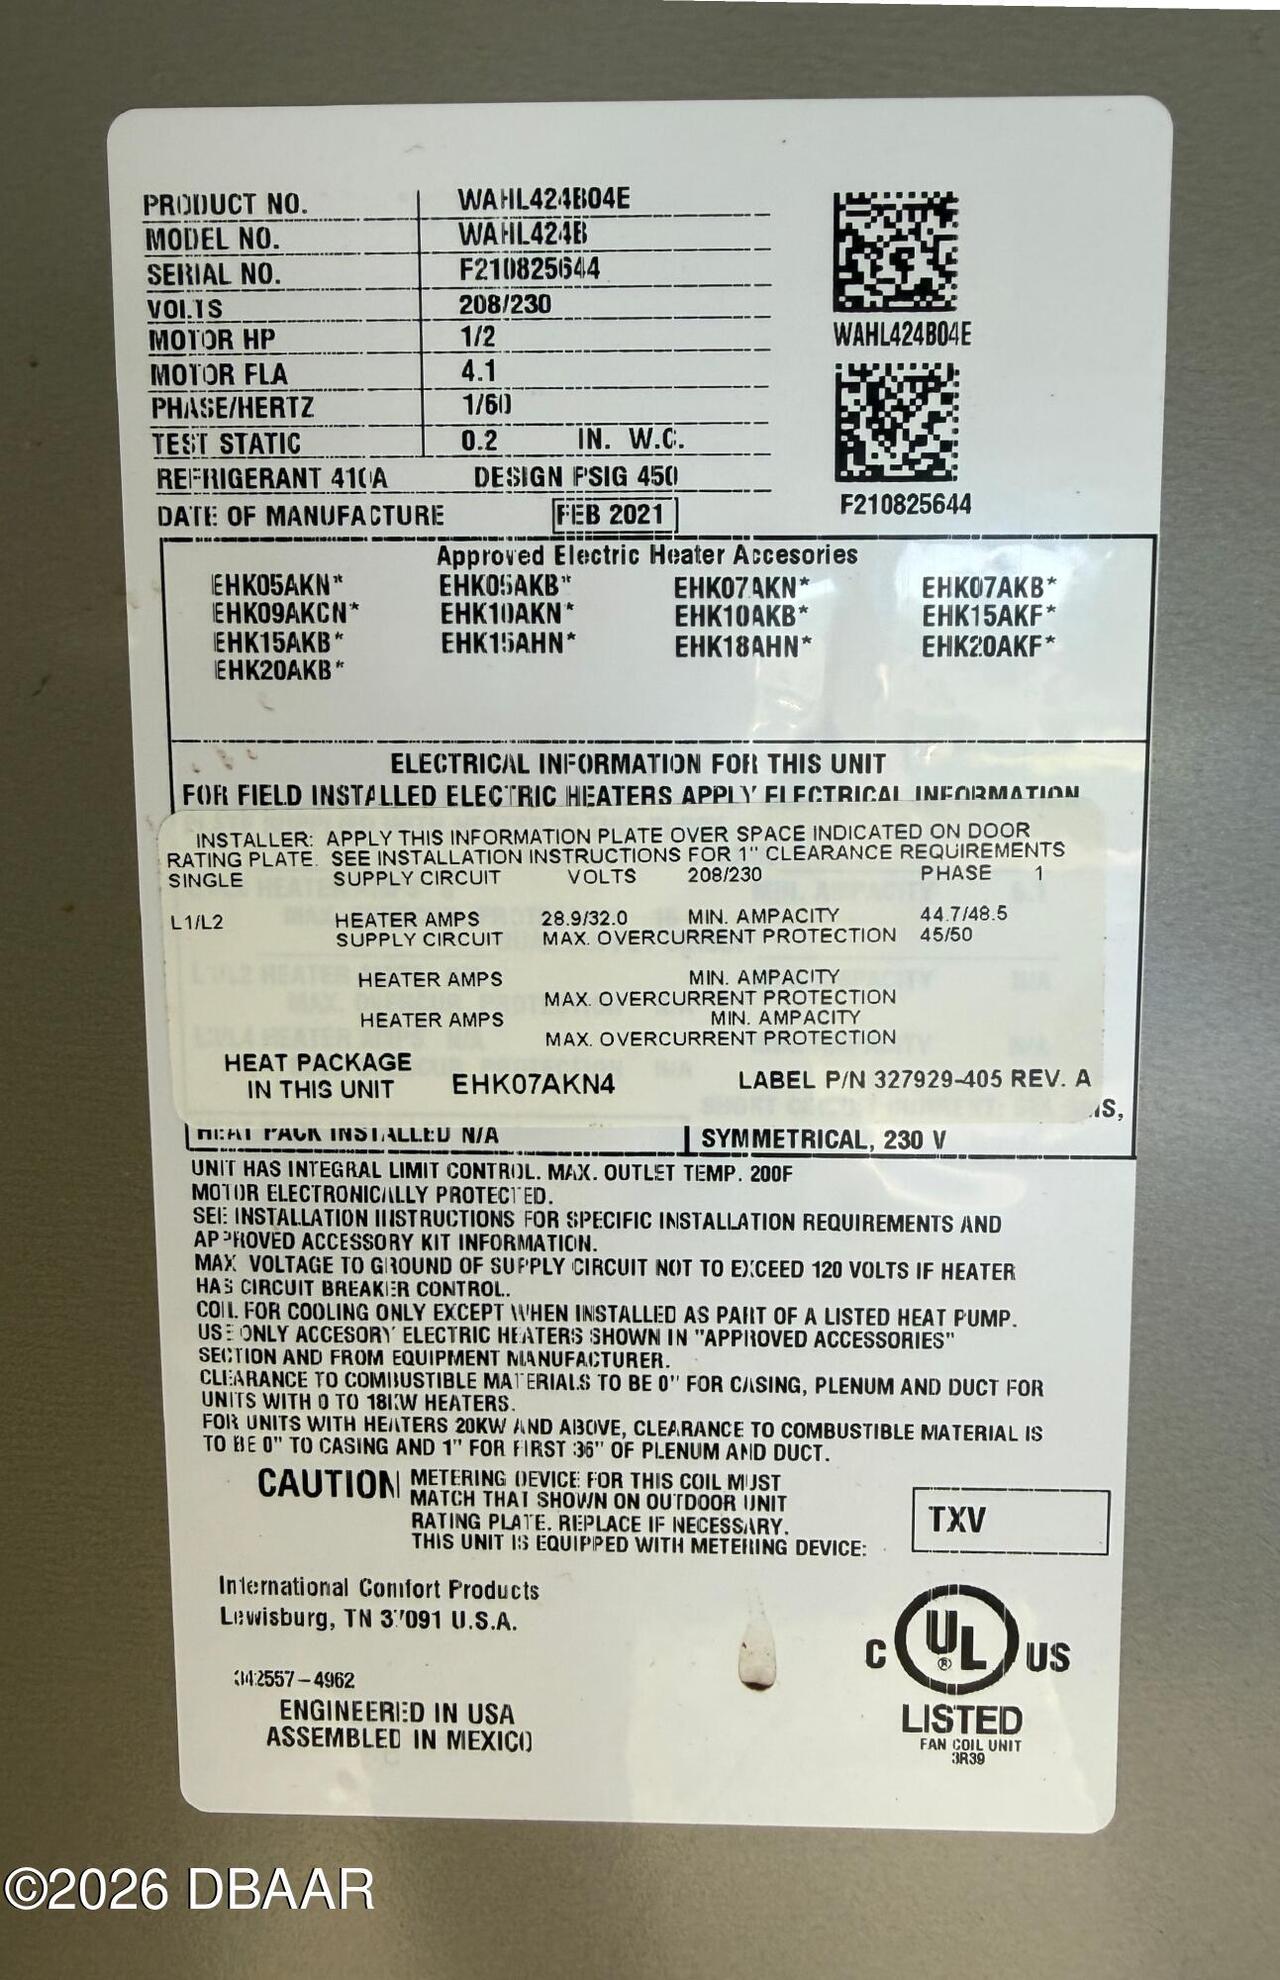 PRODUCT NO. WAHL424B04E
MODEL NO. WAHL424B
SERIAL NO. F210825644
VOLTS 208/230
MOTOR HP 1/2
MOTOR FLA 4.1
PHASE/HERTZ 1/60
TEST STATIC 0.2 IN. W.C.
REFRIGERANT 410A DESIGN PSIG 450
DATE OF MANUFACTURE FEB 2021
WAHL424B04E
F210825644
Approved Electric Heater Accesories
EHK05AKN* EHK05AKB* EHK07AKN* EHK07AKB*
EHK09AKCN* EHK10AKN* EHK10AKB* EHK15AKF*
EHK15AKB* EHK15AHN* EHK18AHN* EHK20AKF*
EHK20AKB*
ELECTRICAL INFORMATION FOR THIS UNIT
FOR FIELD INSTALLED ELECTRIC HEATERS APPLY ELECTRICAL INFORMATION
INSTALLER: APPLY THIS INFORMATION PLATE OVER SPACE INDICATED ON DOOR
RATING PLATE. SEE INSTALLATION INSTRUCTIONS FOR 1" CLEARANCE REQUIREMENTS
SINGLE SUPPLY CIRCUIT VOLTS 208/230 PHASE 1
L1/L2 HEATER AMPS 28.9/32.0 MIN. AMPACITY 44.7/48.5
SUPPLY CIRCUIT MAX. OVERCURRENT PROTECTION 45/50
HEATER AMPS MIN. AMPACITY
MAX. OVERCURRENT PROTECTION
HEATER AMPS MIN. AMPACITY
MAX. OVERCURRENT PROTECTION
HEAT PACKAGE
IN THIS UNIT EHK07AKN4 LABEL P/N 327929-405 REV. A
HEAT PACK INSTALLED N/A SYMMETRICAL, 230 V
UNIT HAS INTEGRAL LIMIT CONTROL. MAX. OUTLET TEMP. 200F
MOTOR ELECTRONICALLY PROTECTED.
SEE INSTALLATION INSTRUCTIONS FOR SPECIFIC INSTALLATION REQUIREMENTS AND
APPROVED ACCESSORY KIT INFORMATION.
MAX VOLTAGE TO GROUND OF SUPPLY CIRCUIT NOT TO EXCEED 120 VOLTS IF HEATER
HAS CIRCUIT BREAKER CONTROL.
COIL FOR COOLING ONLY EXCEPT WHEN INSTALLED AS PART OF A LISTED HEAT PUMP.
USE ONLY ACCESORY ELECTRIC HEATERS SHOWN IN "APPROVED ACCESSORIES"
SECTION AND FROM EQUIPMENT MANUFACTURER.
CLEARANCE TO COMBUSTIBLE MATERIALS TO BE 0" FOR CASING, PLENUM AND DUCT FOR
UNITS WITH 0 TO 18KW HEATERS.
FOR UNITS WITH HEATERS 20KW AND ABOVE, CLEARANCE TO COMBUSTIBLE MATERIAL IS
TO BE 0" TO CASING AND 1" FOR FIRST 36" OF PLENUM AND DUCT.
CAUTION METERING DEVICE FOR THIS COIL MUST
MATCH THAT SHOWN ON OUTDOOR UNIT
RATING PLATE. REPLACE IF NECESSARY.
THIS UNIT IS EQUIPPED WITH METERING DEVICE:
TXV
International Comfort Products
Lewisburg, TN 37091 U.S.A.
342557-4962
ENGINEERED IN USA
ASSEMBLED IN MEXICO
C UL® US
LISTED
FAN COIL UNIT
3R39
©2026 DBAAR